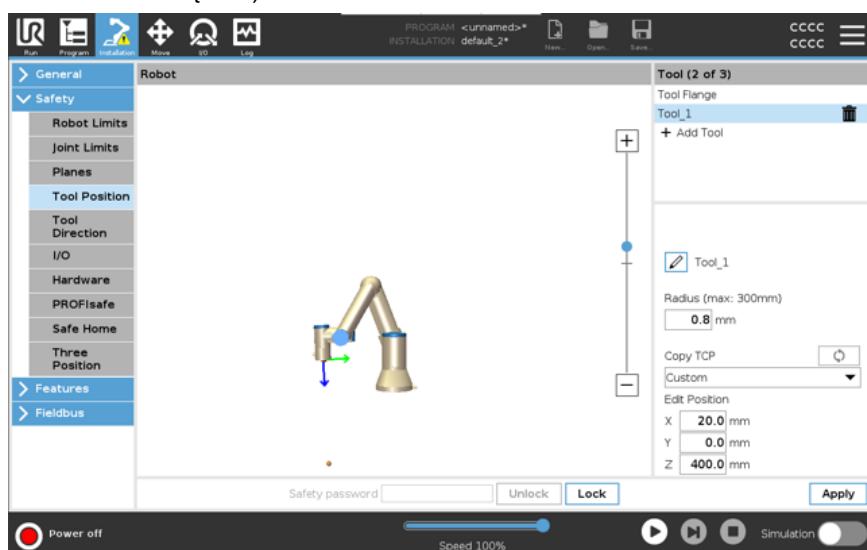 PROGRAM <unnamed>*
INSTALLATION default_2*
Run
Program
Installation
Move
I/O
Log
New...
Open...
Save...
cccc
cccc
General
Safety
Robot Limits
Joint Limits
Planes
Tool Position
Tool
Direction
I/O
Hardware
PROFIsafe
Safe Home
Three
Position
Features
Fieldbus
Robot
Tool (2 of 3)
Tool Flange
Tool_1
+ Add Tool
Tool_1
Radius (max: 300mm)
0.8 mm
Copy TCP
Custom
Edit Position
X 20.0 mm
Y 0.0 mm
Z 400.0 mm
Safety password
Unlock
Lock
Apply
Power off
Speed 100%
Simulation